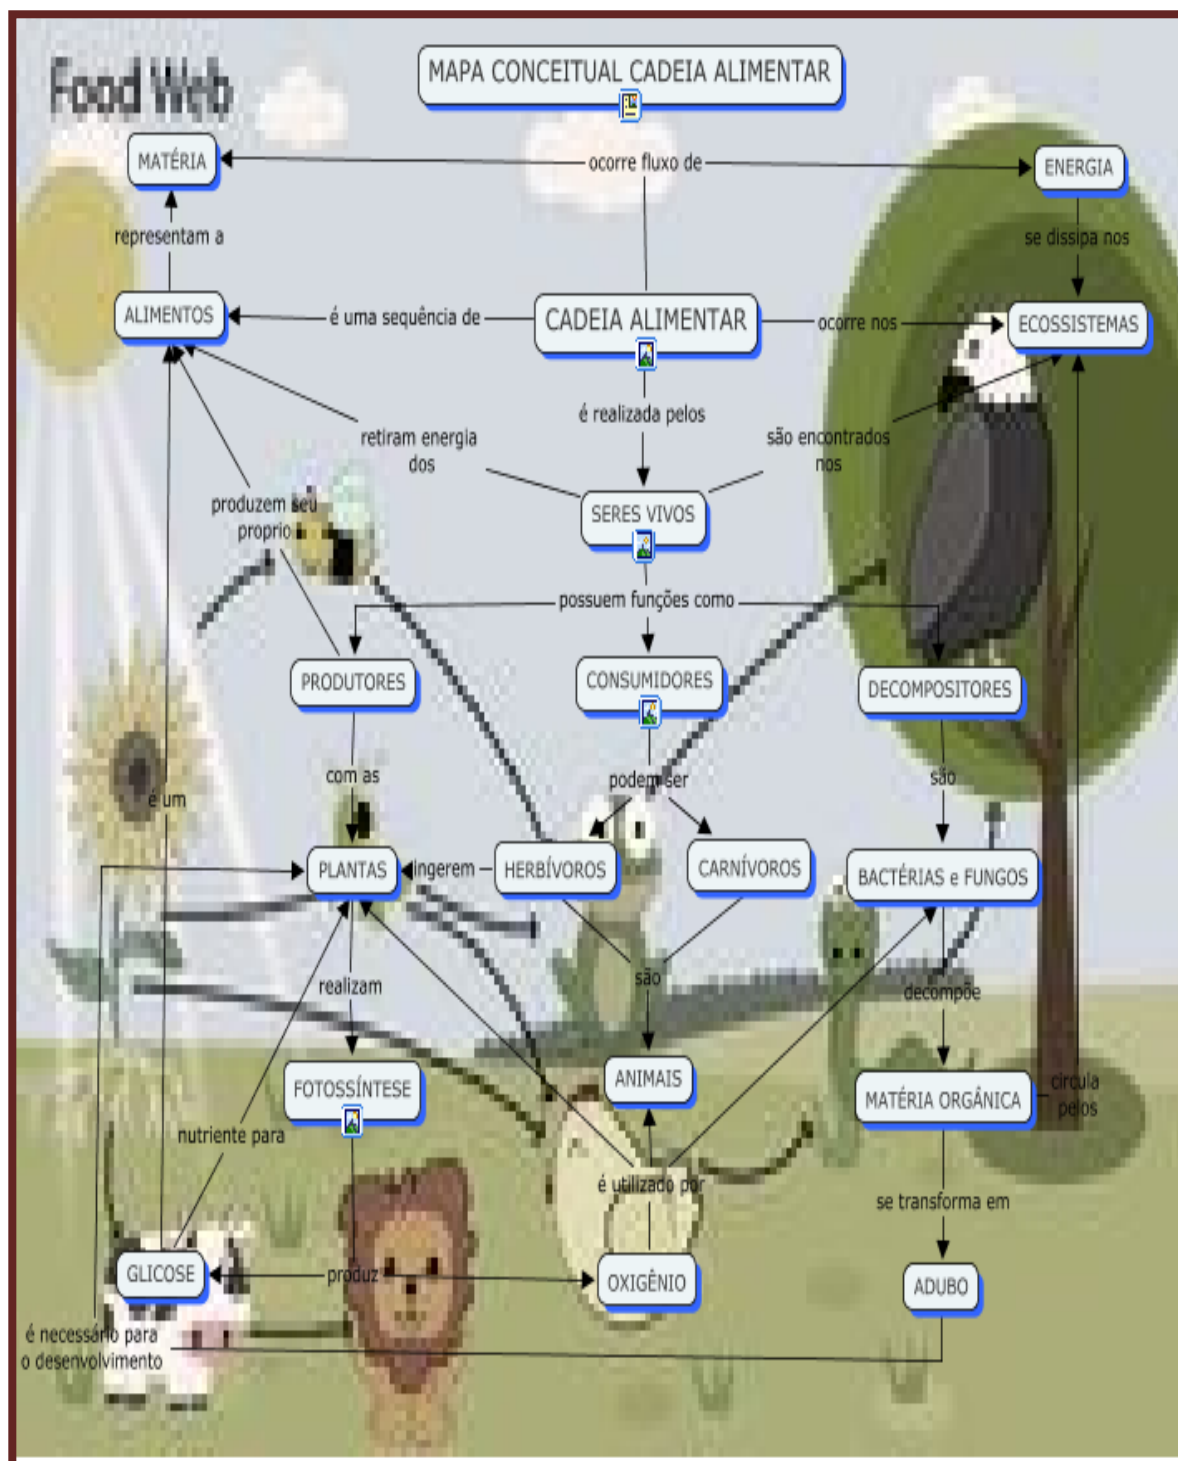 Food Web
MAPA CONCEITUAL CADEIA ALIMENTAR
MATÉRIA
ocorre fluxo de
ENERGIA
representam a
se dissipa nos
ALIMENTOS
é uma sequência de
CADEIA ALIMENTAR
ocorre nos
ECOSSISTEMAS
é realizada pelos
retiram energia
dos
são encontrados
nos
produzem seu
proprio
SERES VIVOS
possuem funções como
PRODUTORES
CONSUMIDORES
DECOMPOSITORES
com as
podem ser
são
é um
PLANTAS
ingerem
HERBÍVOROS
CARNÍVOROS
BACTÉRIAS e FUNGOS
realizam
são
decompõe
FOTOSSÍNTESE
ANIMAIS
MATÉRIA ORGÂNICA
circula
pelos
nutriente para
é utilizado por
se transforma em
GLICOSE
produz
OXIGÊNIO
ADUBO
é necessário para
o desenvolvimento